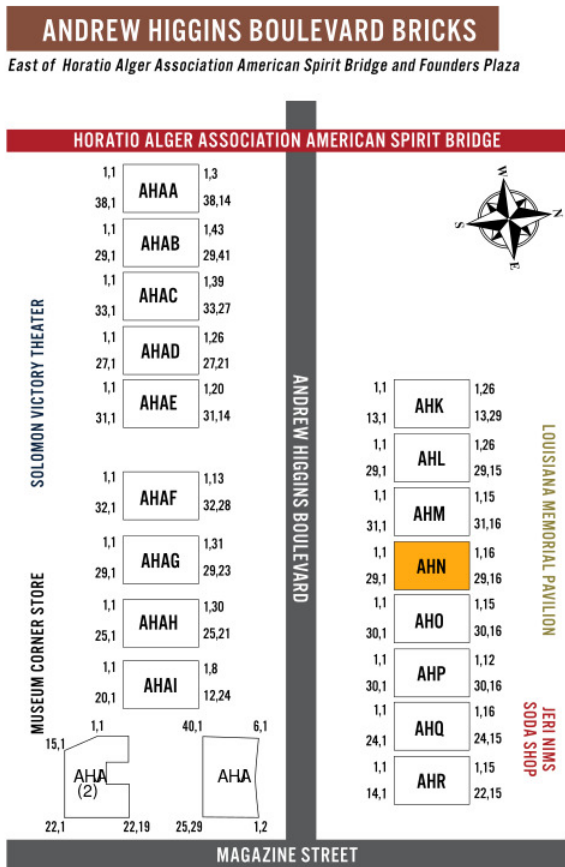 ANDREW HIGGINS BOULEVARD BRICKS
East of Horatio Alger Association American Spirit Bridge and Founders Plaza
HORATIO ALGER ASSOCIATION AMERICAN SPIRIT BRIDGE
W
N
S
E
SOLOMON VICTORY THEATER
MUSEUM CORNER STORE
1,1 AHAA 1,3
38,1 38,14
1,1 AHAB 1,43
29,1 29,41
1,1 AHAC 1,39
33,1 33,27
1,1 AHAD 1,26
27,1 27,21
1,1 AHAE 1,20
31,1 31,14
1,1 AHAF 1,13
32,1 32,28
1,1 AHAG 1,31
29,1 29,23
1,1 AHAH 1,30
25,1 25,21
1,1 AHAI 1,8
20,1 12,24
1,1
15,1
AHA
(2)
22,1 22,19
40,1 6,1
AHA
25,29 1,2
ANDREW HIGGINS BOULEVARD
1,1 AHK 1,26
13,1 13,29
1,1 AHL 1,26
29,1 29,15
1,1 AHM 1,15
31,1 31,16
1,1 AHN 1,16
29,1 29,16
1,1 AHO 1,15
30,1 30,16
1,1 AHP 1,12
30,1 30,16
1,1 AHQ 1,16
24,1 24,15
1,1 AHR 1,15
14,1 22,15
LOUISIANA MEMORIAL PAVILION
JERI NIMS
SODA SHOP
MAGAZINE STREET